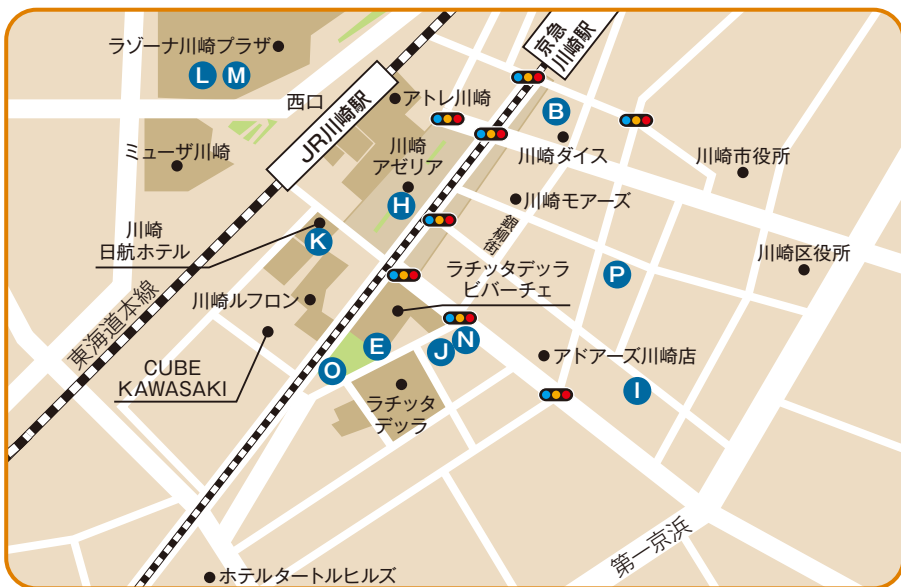 ラゾーナ川崎プラザ
L M
西口
JR川崎駅
アトレ川崎
京急
川崎駅
B
川崎ダイス
川崎市役所
ミューザ川崎
川崎
アゼリア
H
川崎モアーズ
銀柳街
川崎
日航ホテル
K
川崎区役所
ラチッタデッラ
ビバーチェ
P
東海道本線
川崎ルフロン
CUBE
KAWASAKI
O
E
J
N
アドアーズ川崎店
I
ラチッタ
デッラ
第一京浜
ホテルタートルヒルズ